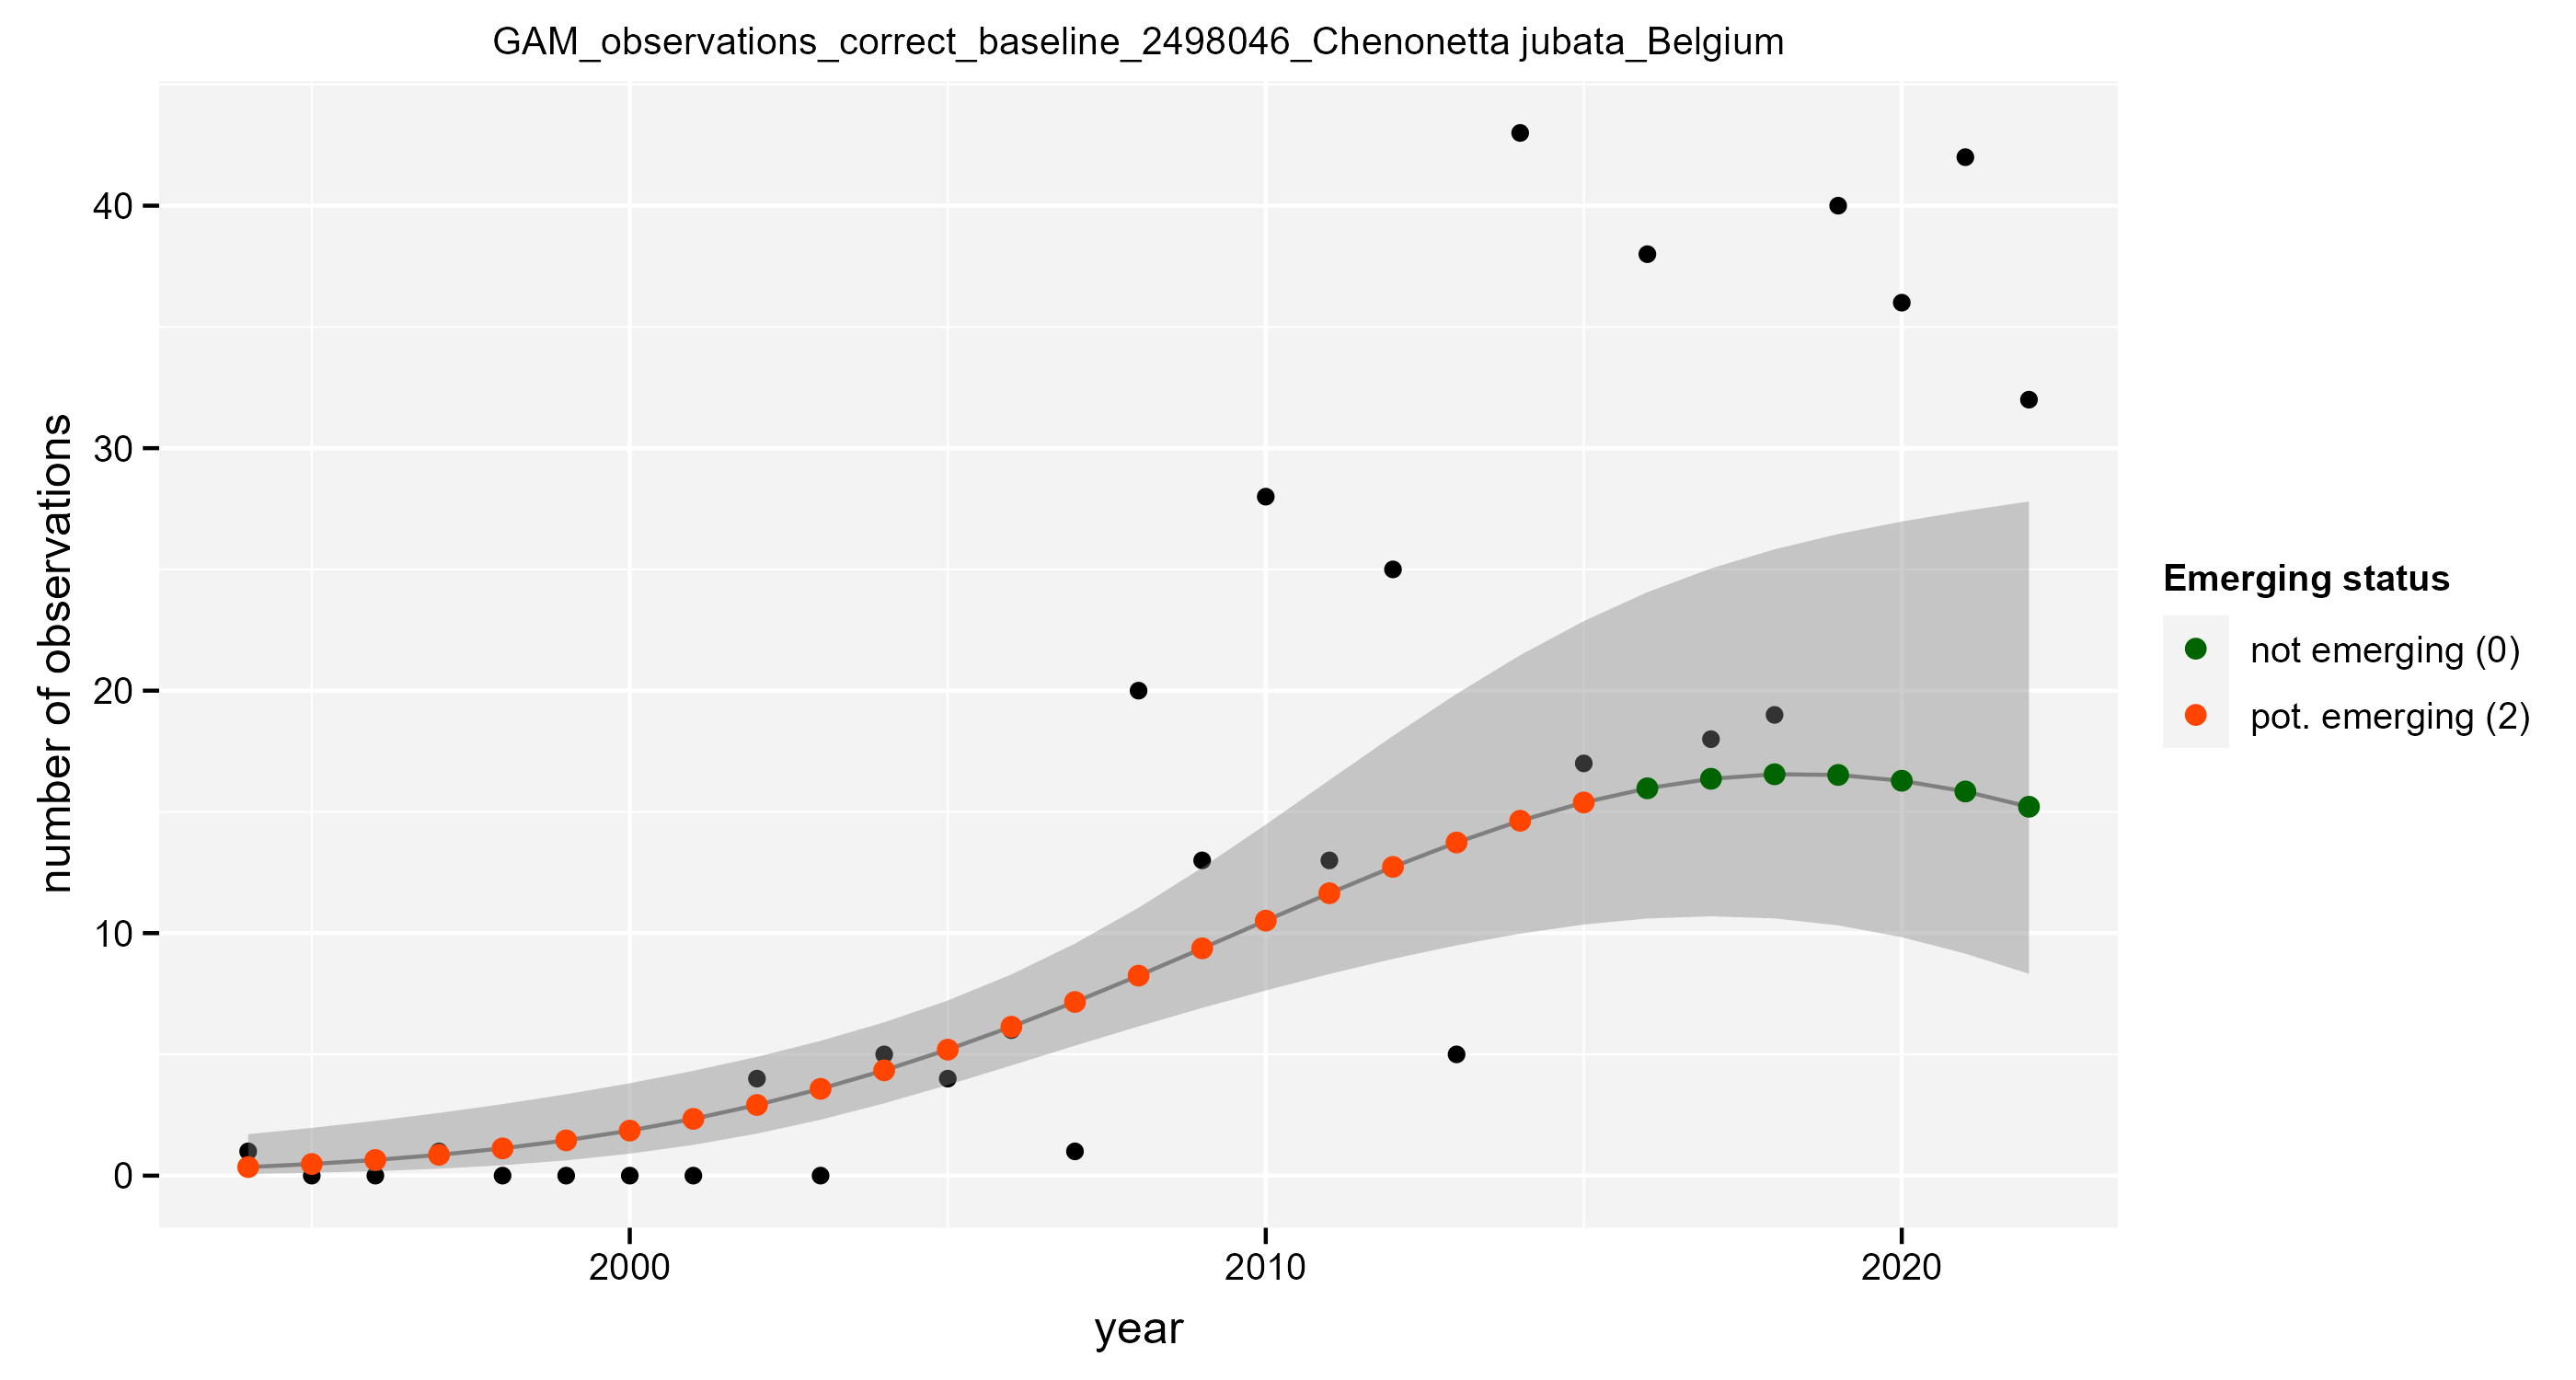 GAM_observations_correct_baseline_2498046_Chenonetta jubata_Belgium
number of observations
40
30
20
10
0
2000
2010
2020
year
Emerging status
not emerging (0)
pot. emerging (2)